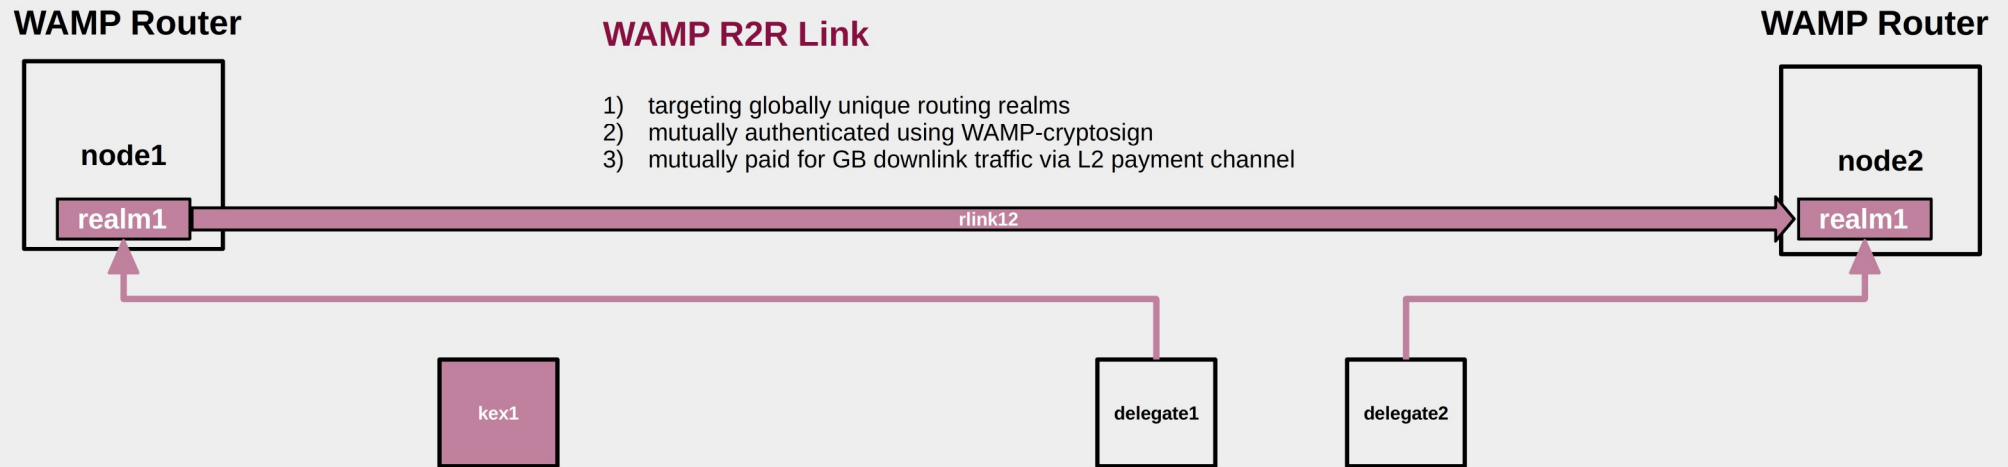 WAMP Router
WAMP R2R Link
WAMP Router
1) targeting globally unique routing realms
2) mutually authenticated using WAMP-cryptosign
3) mutually paid for GB downlink traffic via L2 payment channel
node1
node2
realm1
rlink12
realm1
kex1
delegate1
delegate2